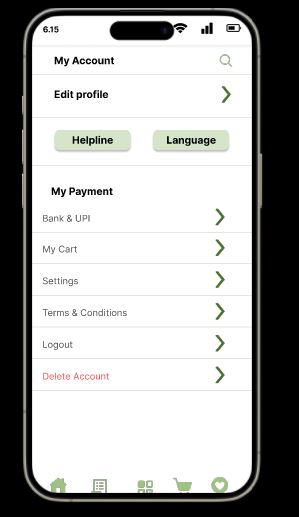 6.15
My Account
Edit profile
Helpline Language
My Payment
Bank & UPI
My Cart
Settings
Terms & Conditions
Logout
Delete Account